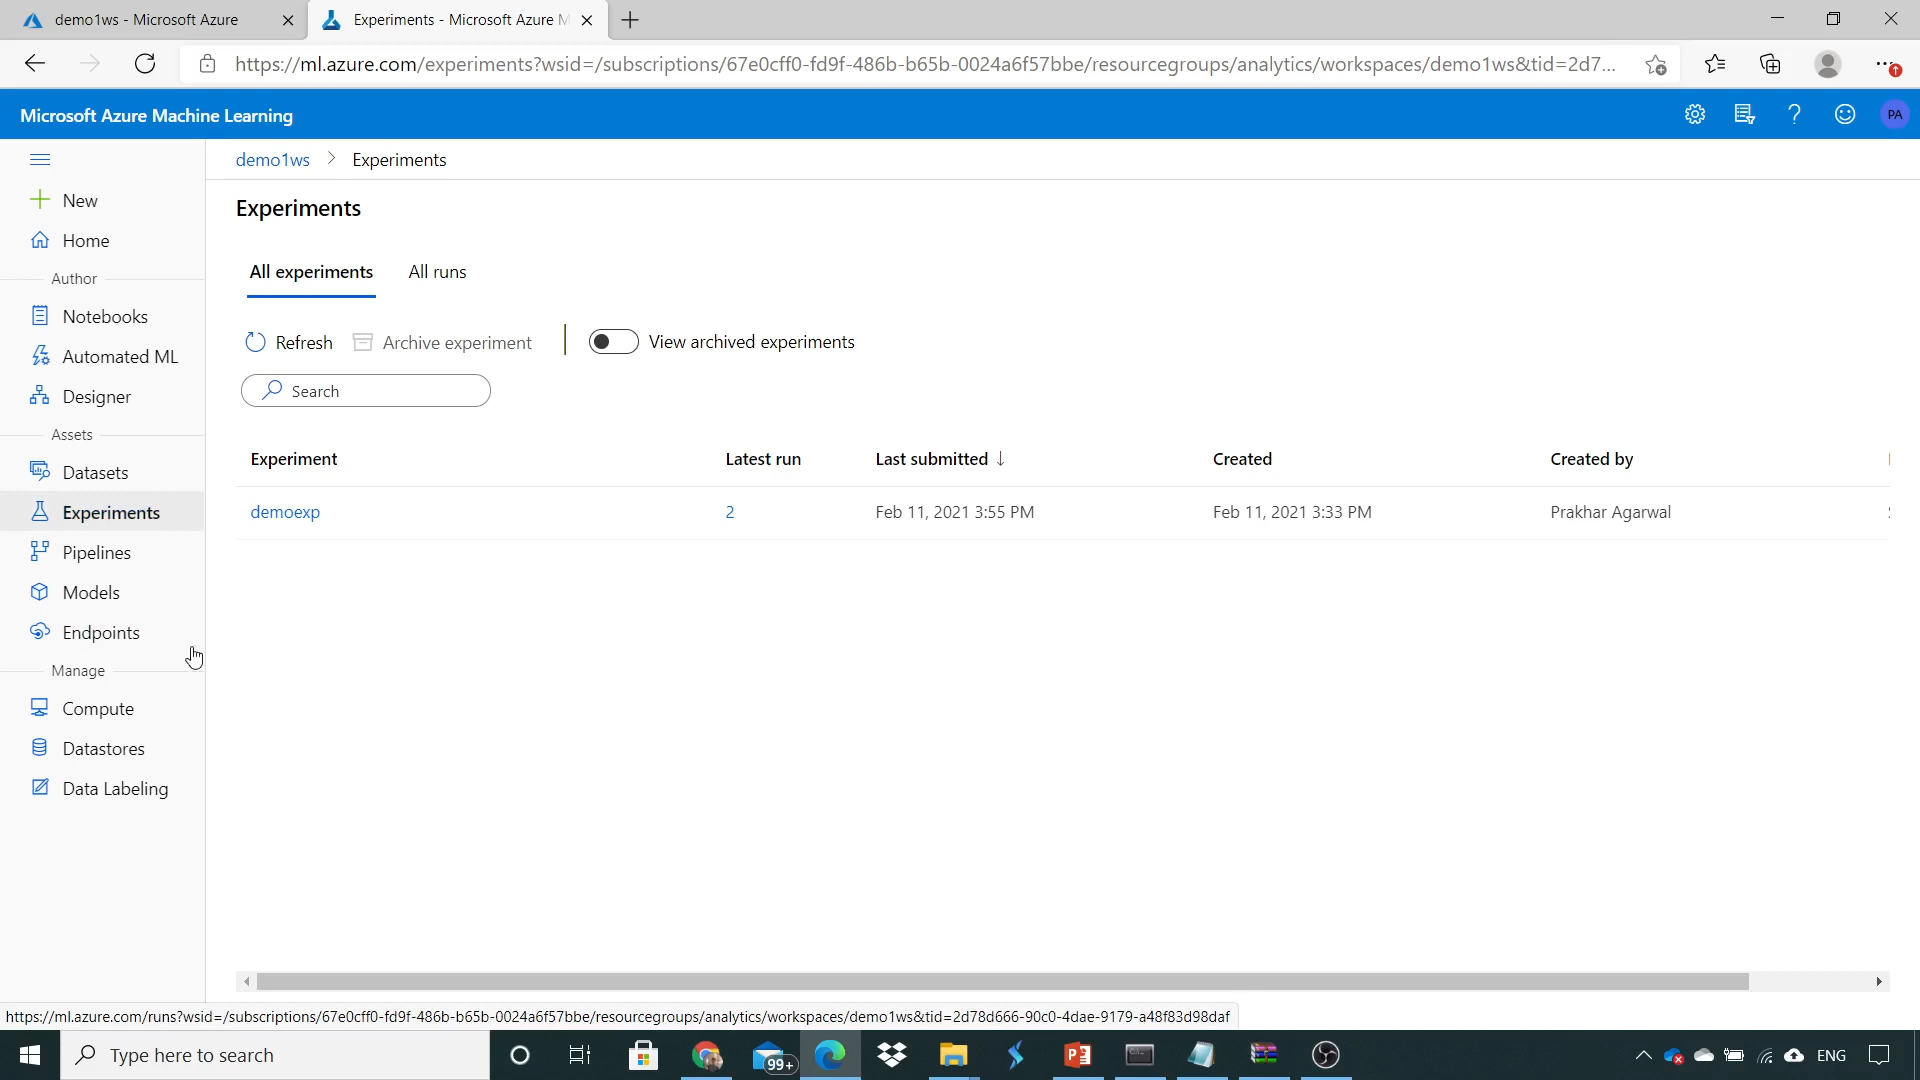 demo1ws - Microsoft Azure
Experiments - Microsoft Azure M
https://ml.azure.com/experiments?wsid=/subscriptions/67e0cff0-fd9f-486b-b65b-0024a6f57bbe/resourcegroups/analytics/workspaces/demo1ws&tid=2d7...
Microsoft Azure Machine Learning
PA
demo1ws > Experiments
New
Home
Author
Notebooks
Automated ML
Designer
Assets
Datasets
Experiments
Pipelines
Models
Endpoints
Manage
Compute
Datastores
Data Labeling
Experiments
All experiments All runs
Refresh Archive experiment View archived experiments
Search
Experiment Latest run Last submitted ↓ Created Created by
demoexp 2 Feb 11, 2021 3:55 PM Feb 11, 2021 3:33 PM Prakhar Agarwal
https://ml.azure.com/runs?wsid=/subscriptions/67e0cff0-fd9f-486b-b65b-0024a6f57bbe/resourcegroups/analytics/workspaces/demo1ws&tid=2d78d666-90c0-4dae-9179-a48f83d98daf
Type here to search
99+
ENG